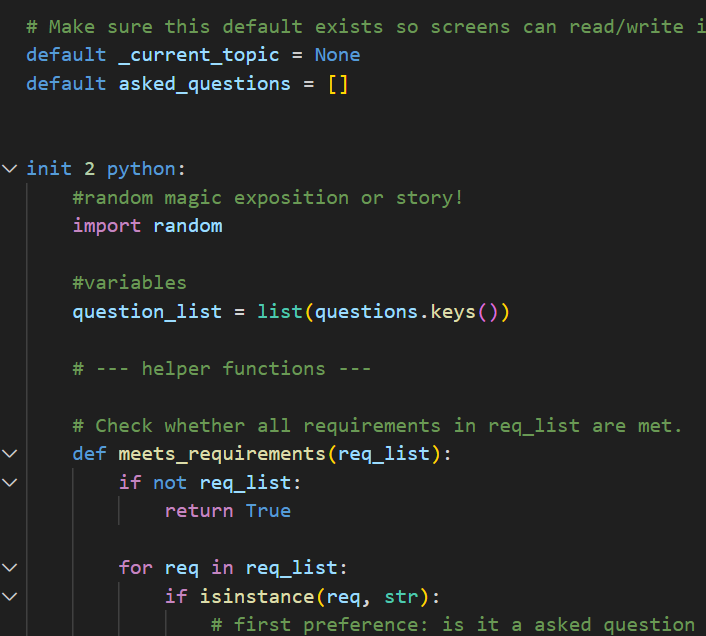 # Make sure this default exists so screens can read/write i
default _current_topic = None
default asked_questions = []
init 2 python:
#random magic exposition or story!
import random
#variables
question_list = list(questions.keys())
# --- helper functions ---
# Check whether all requirements in req_list are met.
def meets_requirements(req_list):
if not req_list:
return True
for req in req_list:
if isinstance(req, str):
# first preference: is it a asked question